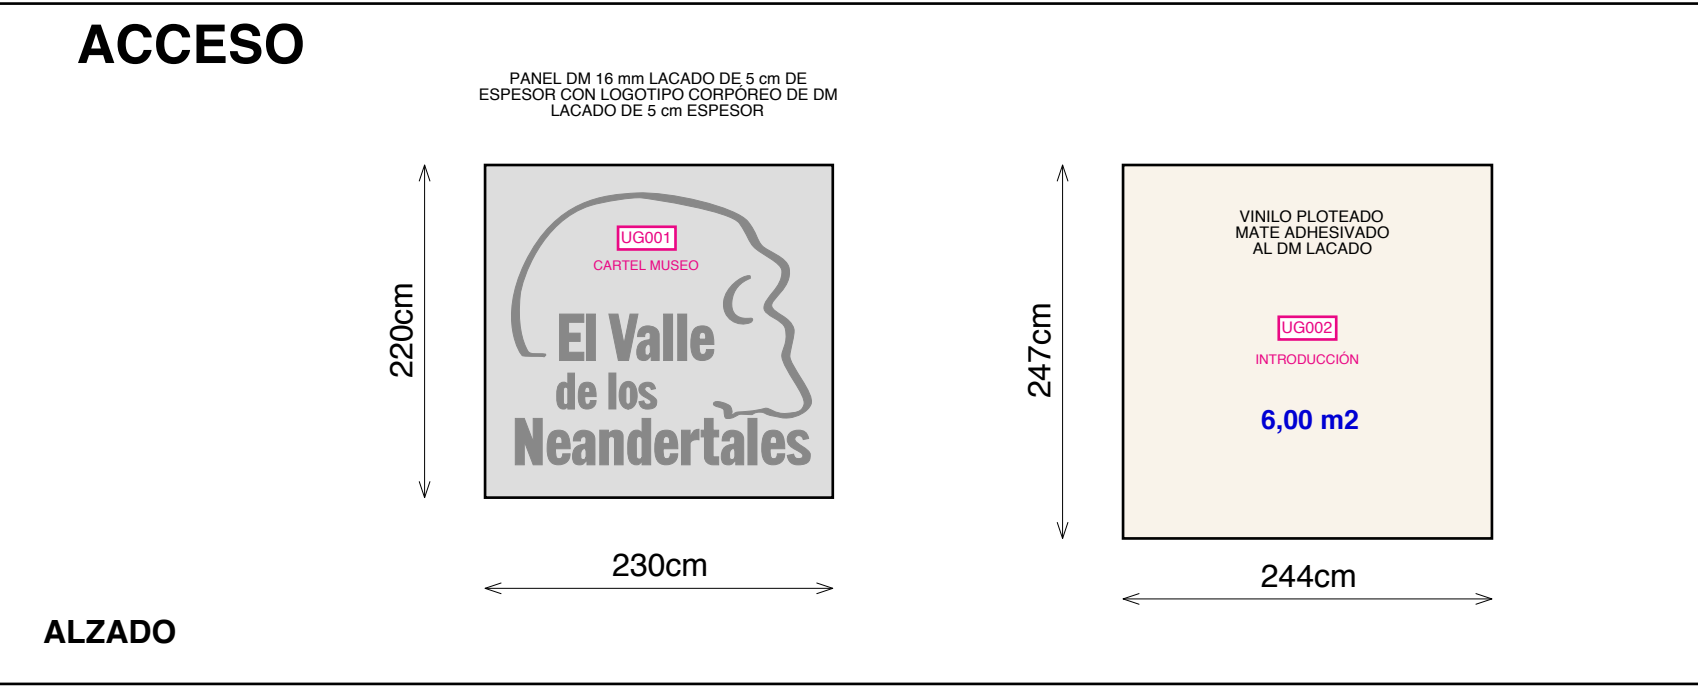 ACCESO
PANEL DM 16 mm LACADO DE 5 cm DE
ESPESOR CON LOGOTIPO CORPÓREO DE DM
LACADO DE 5 cm ESPESOR
220cm
UG001
CARTEL MUSEO
El Valle
de los
Neandertales
230cm
247cm
VINILO PLOTEADO
MATE ADHESIVADO
AL DM LACADO
UG002
INTRODUCCIÓN
6,00 m2
244cm
ALZADO